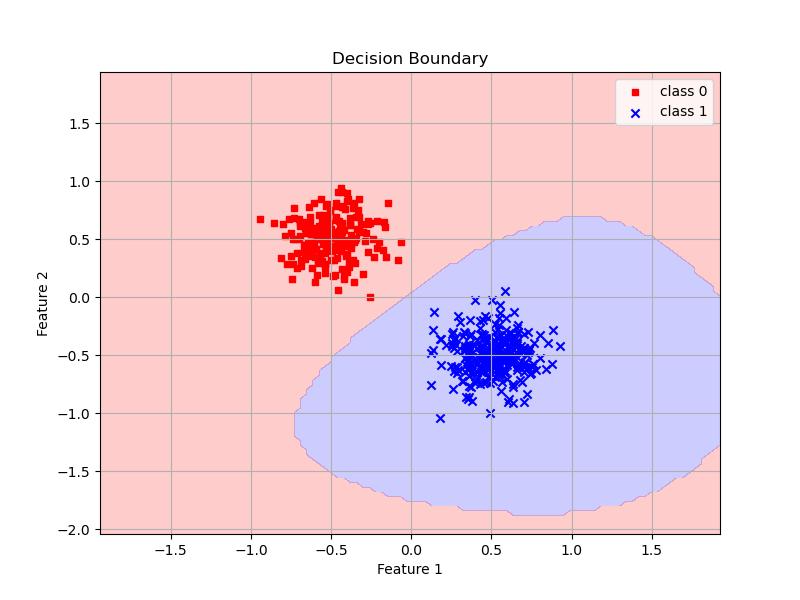 Decision Boundary
class 0
class 1
1.5
1.0
0.5
0.0
−0.5
−1.0
−1.5
−2.0
Feature 2
−1.5 −1.0 −0.5 0.0 0.5 1.0 1.5
Feature 1